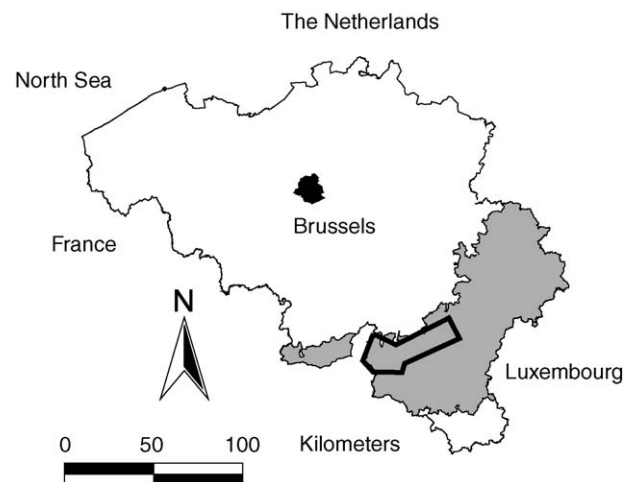 The Netherlands
North Sea
Brussels
France
N
Luxembourg
0 50 100
Kilometers